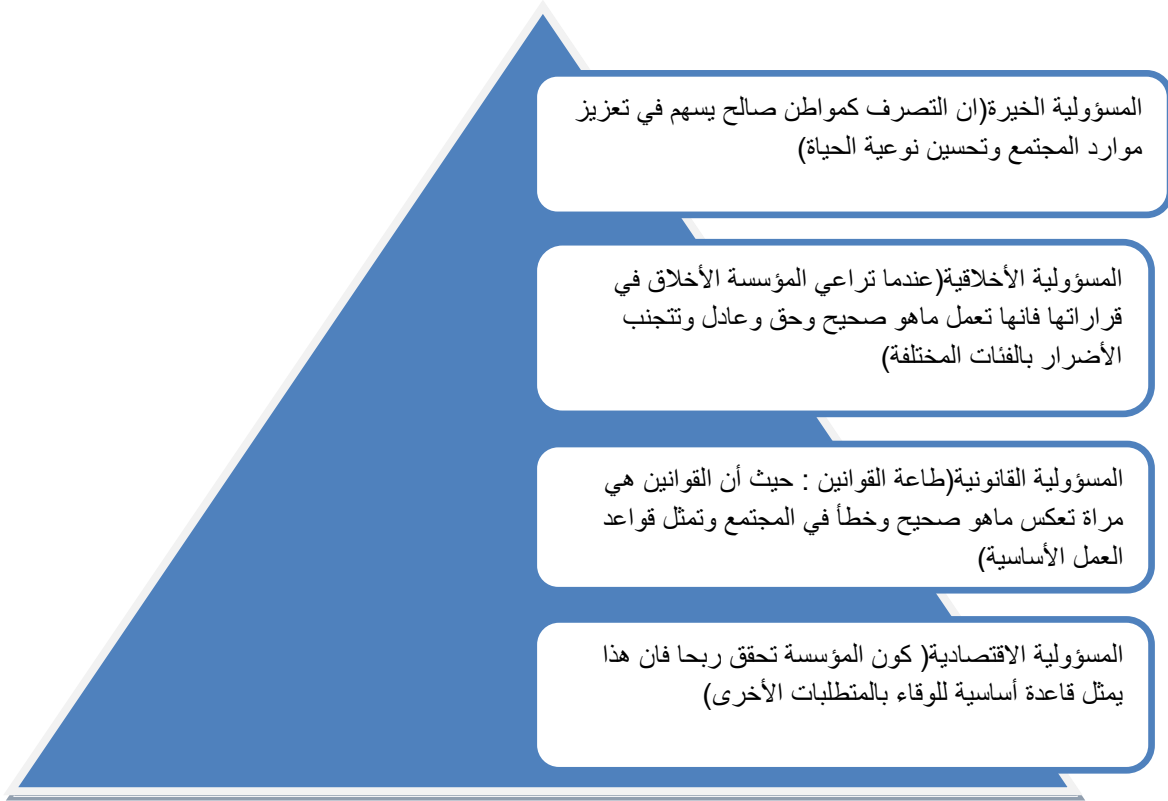 المسؤولية الخيرة(ان التصرف كمواطن صالح يسهم في تعزيز
موارد المجتمع وتحسين نوعية الحياة)
المسؤولية الأخلاقية(عندما تراعي المؤسسة الأخلاق في
قراراتها فانها تعمل ماهو صحيح وحق وعادل وتتجنب
الأضرار بالفئات المختلفة)
المسؤولية القانونية(طاعة القوانين : حيث أن القوانين هي
مراة تعكس ماهو صحيح وخطأ في المجتمع وتمثل قواعد
العمل الأساسية)
المسؤولية الاقتصادية( كون المؤسسة تحقق ربحا فان هذا
يمثل قاعدة أساسية للوفاء بالمتطلبات الأخرى)